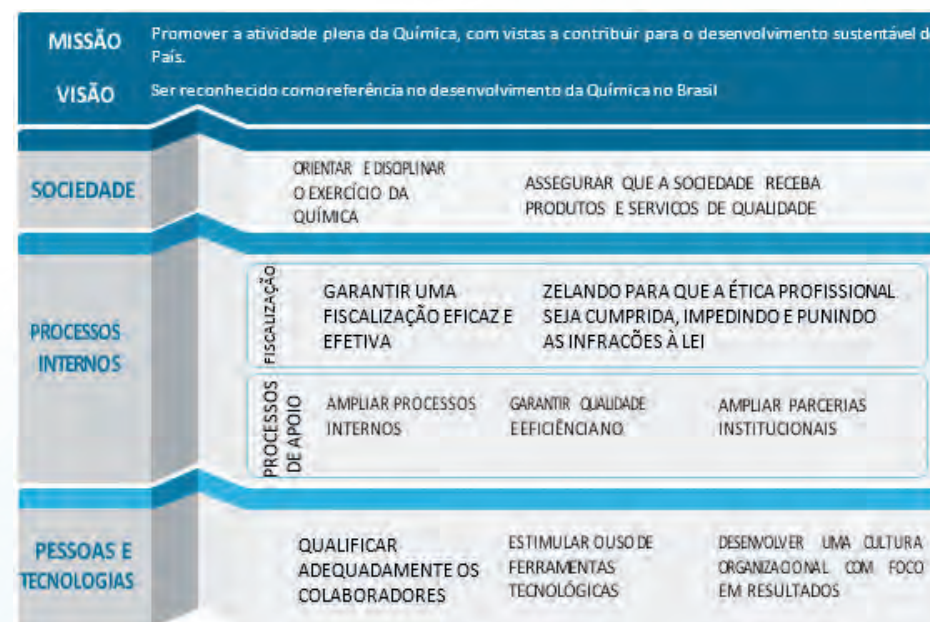 MISSÃO
Promover a atividade plena da Química, com vistas a contribuir para o desenvolvimento sustentável d
País.
VISÃO
Ser reconhecido comoreferência no desenvolvimento da Química no Brasil
SOCIEDADE
ORIENTAR E DISCIPLINAR
O EXERCÍCIO DA
QUÍMICA
ASSEGURAR QUE A SOCIEDADE RECEBA
PRODUTOS E SERVIÇOS DE QUALIDADE
PROCESSOS
INTERNOS
FISCALIZAÇÃO
GARANTIR UMA
FISCALIZAÇÃO EFICAZ E
EFETIVA
ZELANDO PARA QUE A ÉTICA PROFISSIONAL
SEJA CUMPRIDA, IMPEDINDO E PUNINDO
AS INFRACÕES À LEI
PROCESSOS
DE APOIO
AMPLIAR PROCESSOS
INTERNOS
GARANTIR QUALIDADE
EEFICIÊNCIANO
AMPLIAR PARCERIAS
INSTITUCIONAIS
PESSOAS E
TECNOLOGIAS
QUALIFICAR
ADEQUADAMENTE OS
COLABORADORES
ESTIMULAR OUSO DE
FERRAMENTAS
TECNOLÓGICAS
DESENVOLVER UMA CULTURA
ORGANIZACIONAL COM FOCO
EM RESULTADOS